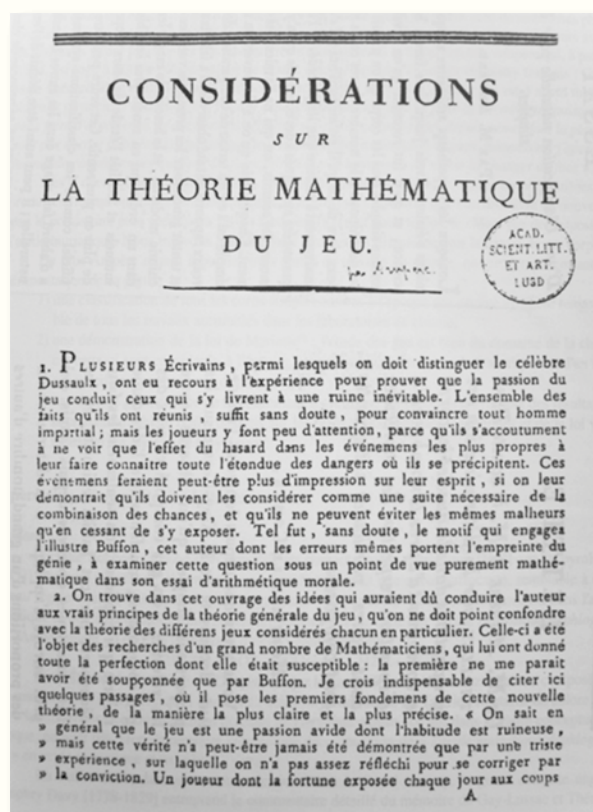 CONSIDÉRATIONS
SUR
LA THÉORIE MATHÉMATIQUE
DU JEU.
par Ampere.
ACAD.
SCIENT. LITT.
ET ART.
LUGD
1. PLUSIEURS Écrivains, permi lesquels on doit distinguer le célèbre
Dussaulx, ont eu recours à l'expérience pour prouver que la passion du
jeu conduit ceux qui s'y livrent à une ruine inévitable. L'ensemble des
faits qu'ils ont réunis, suffit sans doute, pour convaincre tout homme
impartial; mais les joueurs y font peu d'attention, parce qu'ils s'accoutument
à ne voir que l'effet du hasard dans les événemens les plus propres à
leur faire connaître toute l'étendue des dangers où ils se précipitent. Ces
événemens feraient peut-être plus d'impression sur leur esprit, si on leur
démontrait qu'ils doivent les considérer comme une suite nécessaire de la
combinaison des chances, et qu'ils ne peuvent éviter les mêmes malheurs
qu'en cessant de s'y exposer. Tel fut, sans doute, le motif qui engagea
l'illustre Buffon, cet auteur dont les erreurs mêmes portent l'empreinte du
génie, à examiner cette question sous un point de vue purement mathé-
matique dans son essai d'arithmétique morale.
2. On trouve dans cet ouvrage des idées qui auraient dû conduire l'auteur
aux vrais principes de la théorie générale du jeu, qu'on ne doit point confondre
avec la théorie des différens jeux considérés chacun en particulier. Celle-ci a été
l'objet des recherches d'un grand nombre de Mathématiciens, qui lui ont donné
toute la perfection dont elle était susceptible : la première ne me parait
avoir été soupçonnée que par Buffon. Je crois indispensable de citer ici
quelques passages, où il pose les premiers fondemens de cette nouvelle
théorie, de la manière la plus claire et la plus précise. « On sait en
» général que le jeu est une passion avide dont l'habitude est ruineuse,
» mais cette vérité n'a peut-être jamais été démontrée que par une triste
» expérience, sur laquelle on n'a pas assez réfléchi pour se corriger par
» la conviction. Un joueur dont la fortune exposée chaque jour aux coups
A